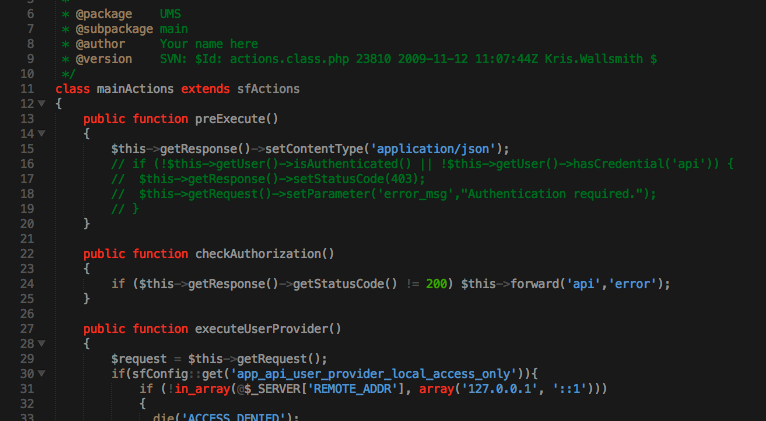 5 *
6 * @package    UMS
7 * @subpackage main
8 * @author     Your name here
9 * @version    SVN: $Id: actions.class.php 23810 2009-11-12 11:07:44Z Kris.Wallsmith $
10 */
11 class mainActions extends sfActions
12 {
13     public function preExecute()
14     {
15         $this->getResponse()->setContentType('application/json');
16         // if (!$this->getUser()->isAuthenticated() || !$this->getUser()->hasCredential('api')) {
17         //  $this->getResponse()->setStatusCode(403);
18         //  $this->getRequest()->setParameter('error_msg',"Authentication required.");
19         // }
20     }
21
22     public function checkAuthorization()
23     {
24         if ($this->getResponse()->getStatusCode() != 200) $this->forward('api','error');
25     }
26
27     public function executeUserProvider()
28     {
29         $request = $this->getRequest();
30         if(sfConfig::get('app_api_user_provider_local_access_only')){
31             if (!in_array(@$_SERVER['REMOTE_ADDR'], array('127.0.0.1', '::1')))
32             {
33               die('ACCESS DENIED');